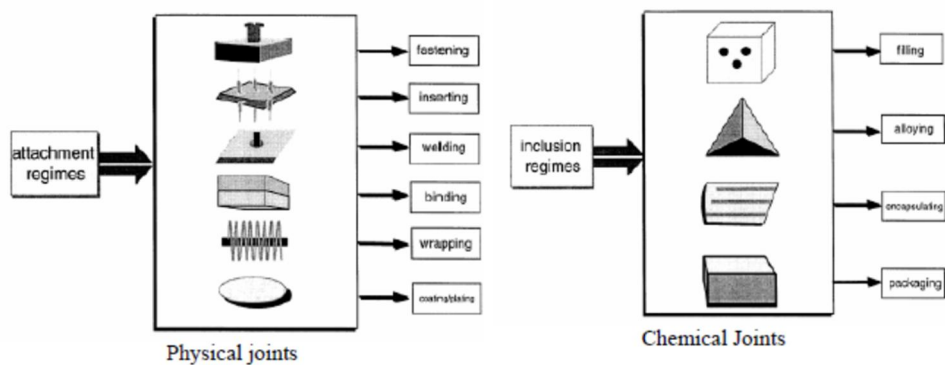 attachment
regimes
fastening
inserting
welding
binding
wrapping
coating/plating
Physical joints
inclusion
regimes
filling
alloying
encapsulating
packaging
Chemical Joints